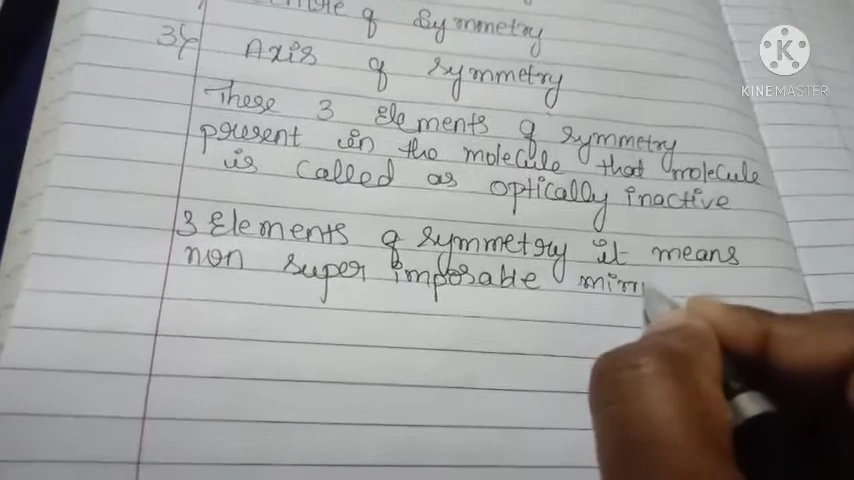 of Symmetry
3) Axis of symmetry
These 3 elements of symmetry
present in the molecule that molecule
is called as optically inactive
3 Elements of symmetry it means
non super imposable mirr
K
KINEMASTER